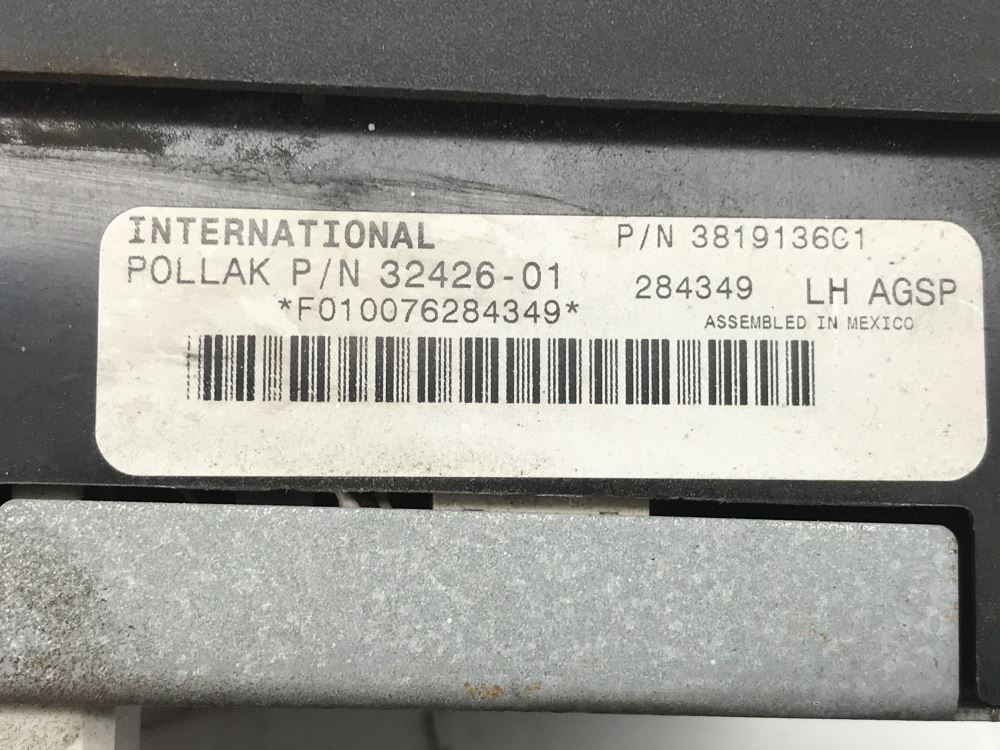 INTERNATIONAL P/N 3819136C1
POLLAK P/N 32426-01 284349 LH AGSP
*F010076284349* ASSEMBLED IN MEXICO